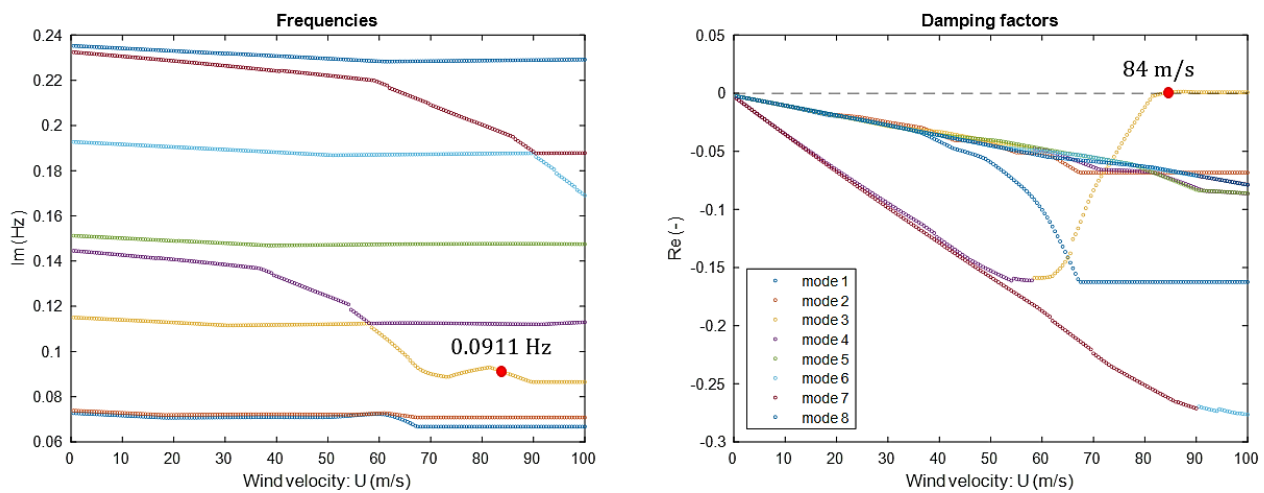 Frequencies
0.24
0.22
0.2
0.18
0.16
0.14
0.12
0.1
0.08
0.06
Im (Hz)
0.0911 Hz
0 10 20 30 40 50 60 70 80 90 100
Wind velocity: U (m/s)
Damping factors
0.05
0
-0.05
-0.1
-0.15
-0.2
-0.25
-0.3
Re (-)
84 m/s
mode 1
mode 2
mode 3
mode 4
mode 5
mode 6
mode 7
mode 8
0 10 20 30 40 50 60 70 80 90 100
Wind velocity: U (m/s)